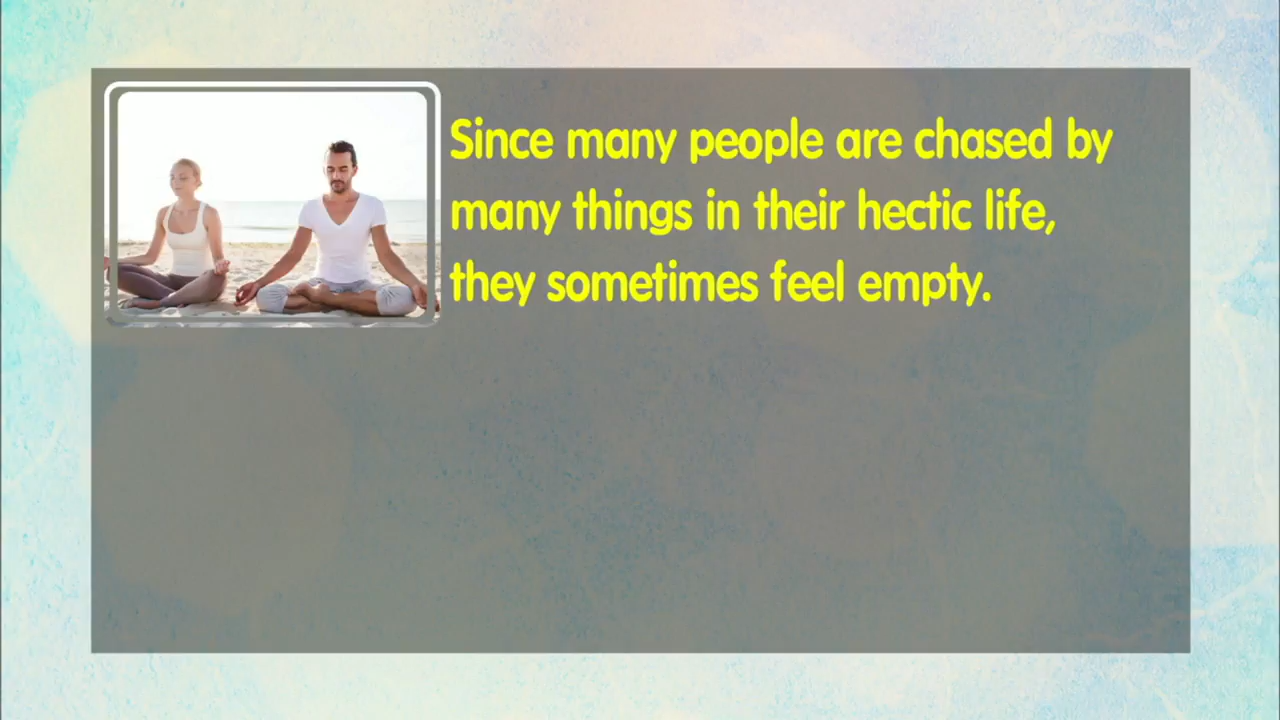 Since many people are chased by
many things in their hectic life,
they sometimes feel empty.